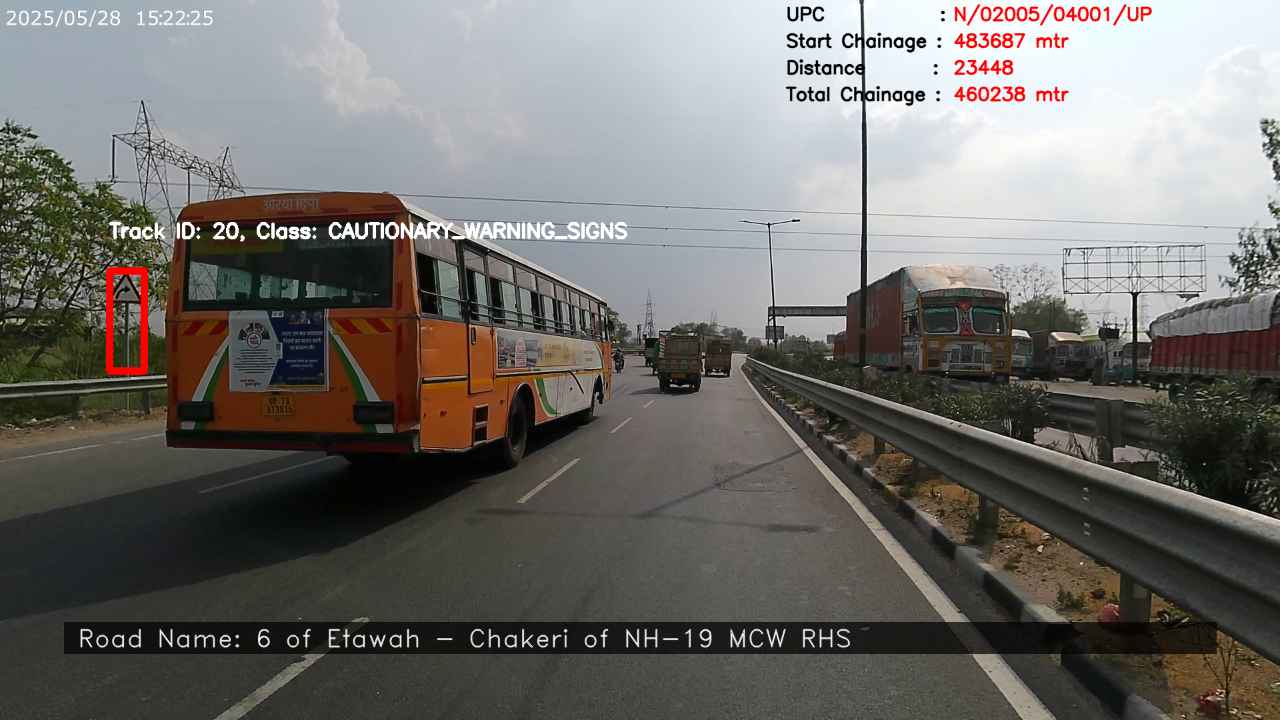 2025/05/28 15:22:25
UPC : N/02005/04001/UP
Start Chainage : 483687 mtr
Distance : 23448
Total Chainage : 460238 mtr
Track ID: 20, Class: CAUTIONARY_WARNING_SIGNS
Road Name: 6 of Etawah - Chakeri of NH-19 MCW RHS